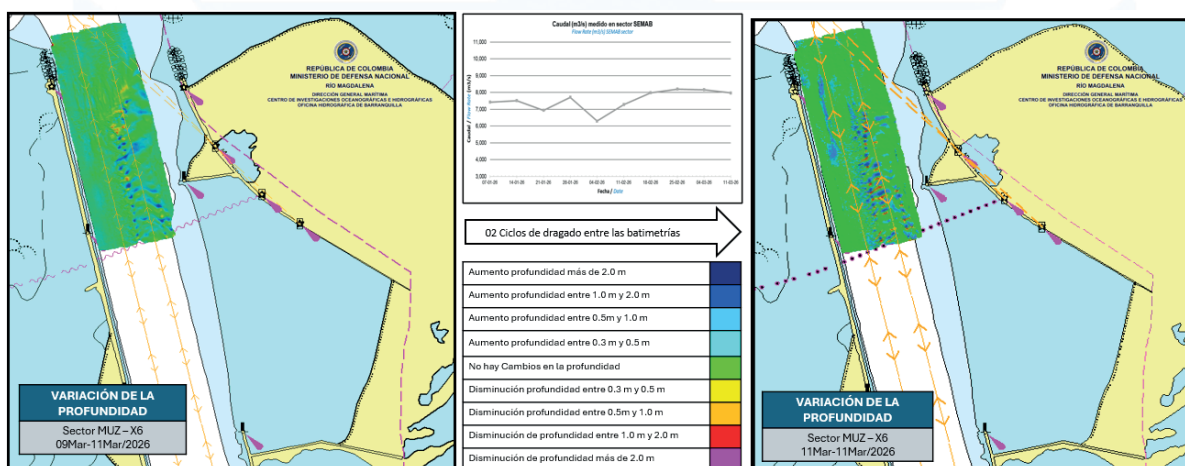 REPÚBLICA DE COLOMBIA
MINISTERIO DE DEFENSA NACIONAL
RÍO MAGDALENA
DIRECCIÓN GENERAL MARÍTIMA
CENTRO DE INVESTIGACIONES OCEANOGRÁFICAS E HIDROGRÁFICAS
OFICINA HIDROGRÁFICA DE BARRANQUILLA
VARIACIÓN DE LA
PROFUNDIDAD
Sector MUZ – X6
09Mar-11Mar/2026
Caudal (m3/s) medido en sector SEMAB
Flow Rate (m3/s) SEMAB sector
Caudal / Flow Rate (m3/s)
11,000
10,000
9,000
8,000
7,000
6,000
5,000
4,000
3,000
07-01-26 14-01-26 21-01-26 28-01-26 04-02-26 11-02-26 18-02-26 25-02-26 04-03-26 11-03-26
Fecha / Date
02 Ciclos de dragado entre las batimetrías
Aumento profundidad más de 2.0 m
Aumento profundidad entre 1.0 m y 2.0 m
Aumento profundidad entre 0.5m y 1.0 m
Aumento profundidad entre 0.3 m y 0.5 m
No hay Cambios en la profundidad
Disminución profundidad entre 0.3 m y 0.5 m
Disminución profundidad entre 0.5m y 1.0 m
Disminución de profundidad entre 1.0 m y 2.0 m
Disminución de profundidad más de 2.0 m
REPÚBLICA DE COLOMBIA
MINISTERIO DE DEFENSA NACIONAL
RÍO MAGDALENA
DIRECCIÓN GENERAL MARÍTIMA
CENTRO DE INVESTIGACIONES OCEANOGRÁFICAS E HIDROGRÁFICAS
OFICINA HIDROGRÁFICA DE BARRANQUILLA
VARIACIÓN DE LA
PROFUNDIDAD
Sector MUZ – X6
11Mar-11Mar/2026